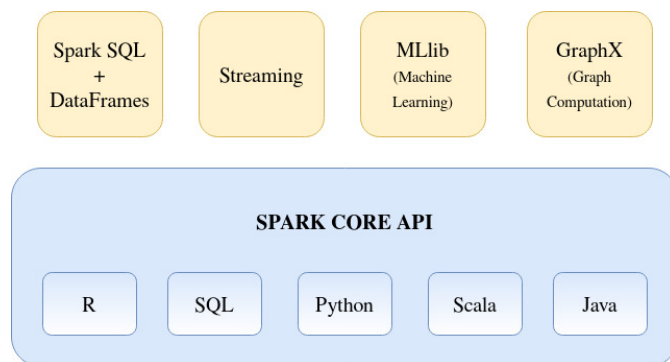 Spark SQL
+
DataFrames
Streaming
MLlib
(Machine
Learning)
GraphX
(Graph
Computation)
SPARK CORE API
R
SQL
Python
Scala
Java